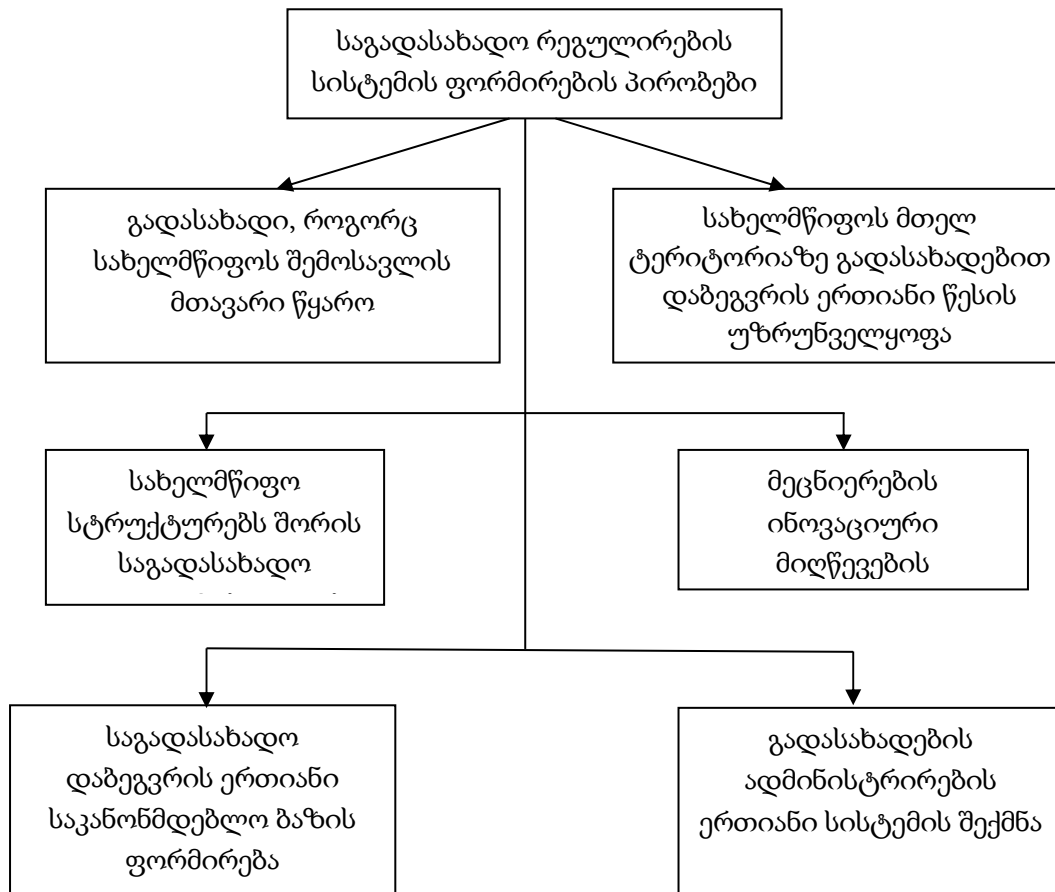 საგადასახადო რეგულირების
სისტემის ფორმირების პირობები
გადასახადი, როგორც
სახელმწიფოს შემოსავლის
მთავარი წყარო
სახელმწიფოს მთელ
ტერიტორიაზე გადასახადებით
დაბეგვრის ერთიანი წესის
უზრუნველყოფა
სახელმწიფო
სტრუქტურებს შორის
საგადასახადო
მეცნიერების
ინოვაციური
მიღწევების
საგადასახადო
დაბეგვრის ერთიანი
საკანონმდებლო ბაზის
ფორმირება
გადასახადების
ადმინისტრირების
ერთიანი სისტემის შექმნა